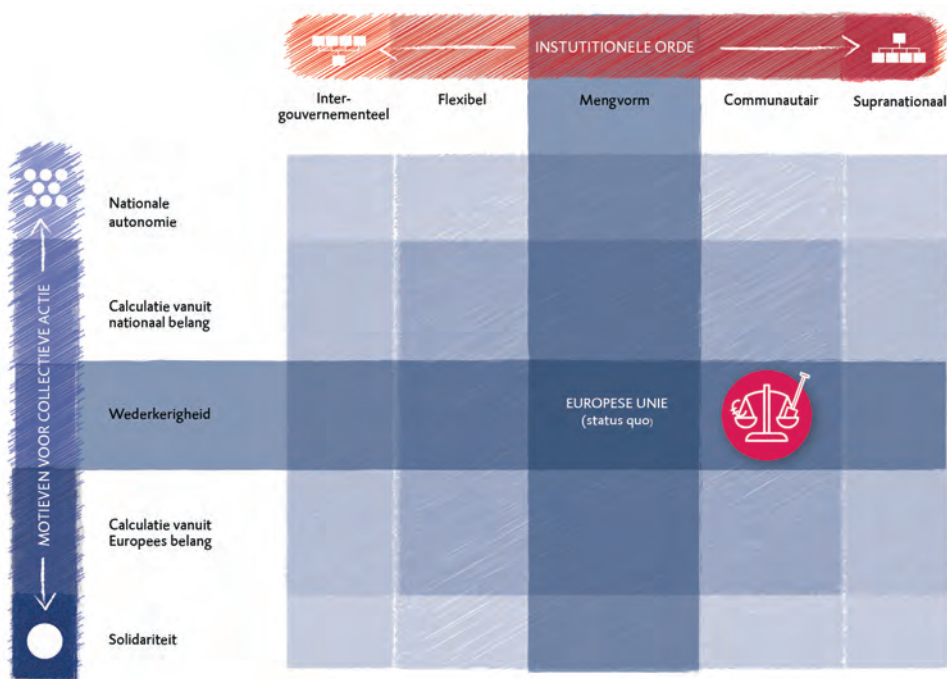 INSTUTITIONELE ORDE
Inter-
gouvernementeel
Flexibel
Mengvorm
Communautair
Supranationaal
MOTIEVEN VOOR COLLECTIEVE ACTIE
Nationale
autonomie
Calculatie vanuit
nationaal belang
Wederkerigheid
EUROPESE UNIE
(status quo)
€
Calculatie vanuit
Europees belang
Solidariteit